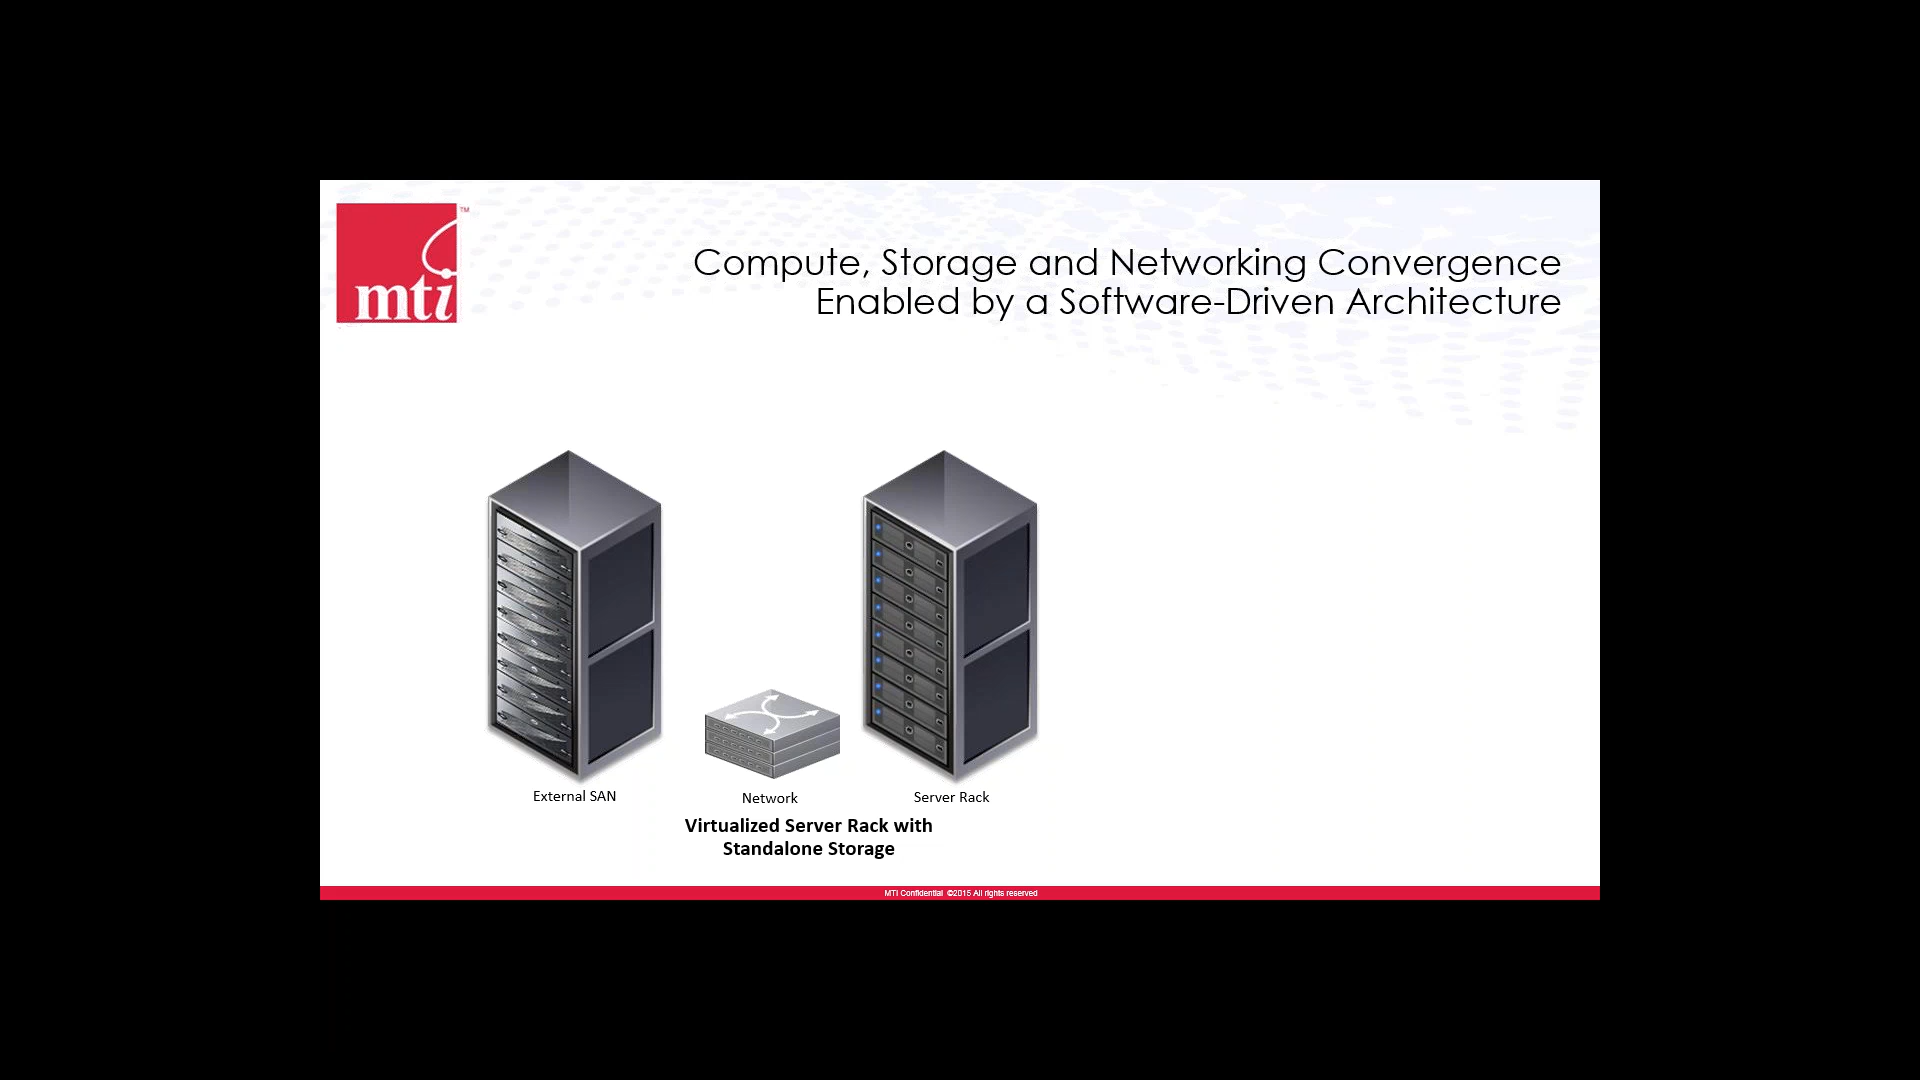 mti
TM
Compute, Storage and Networking Convergence
Enabled by a Software-Driven Architecture
External SAN
Network
Server Rack
Virtualized Server Rack with
Standalone Storage
MTI Confidential ©2015 All rights reserved